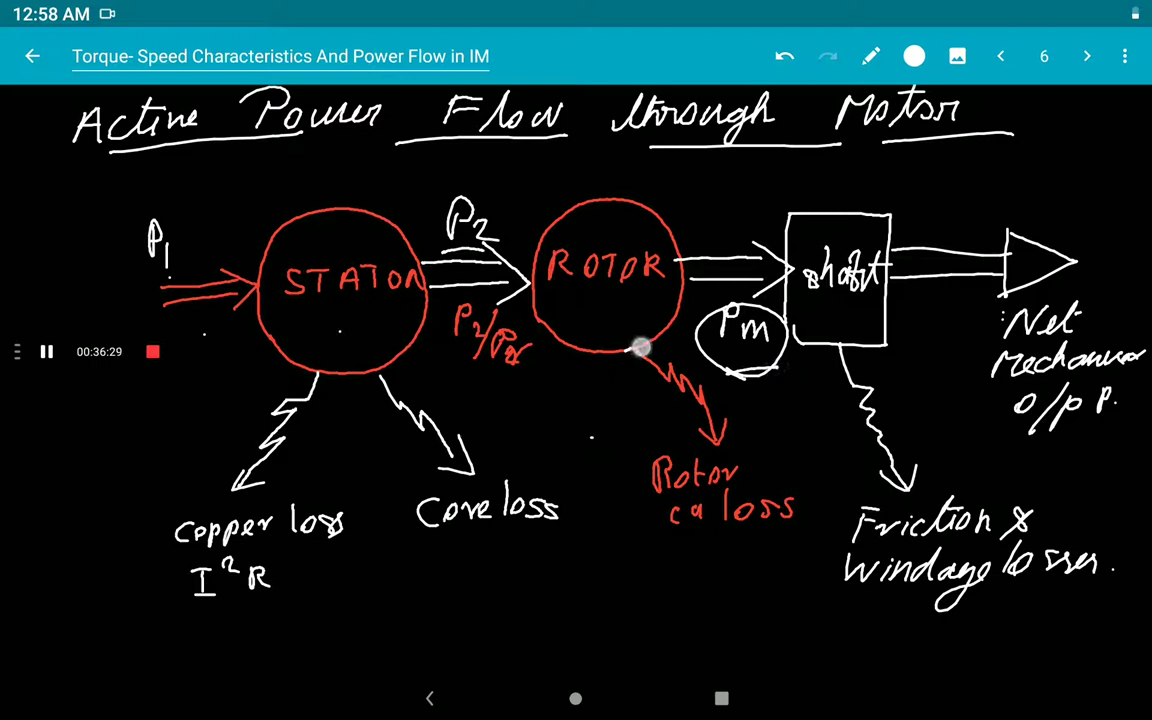 12:58 AM
Torque- Speed Characteristics And Power Flow in IM
6
Active Power Flow through Motor
P1
STATOR
P2
P2/Pr
ROTOR
Pm
shaft
Net
Mechanical
O/p P.
00:36:29
Copper loss
I²R
Core loss
Rotor
cu loss
Friction &
Windage losses.